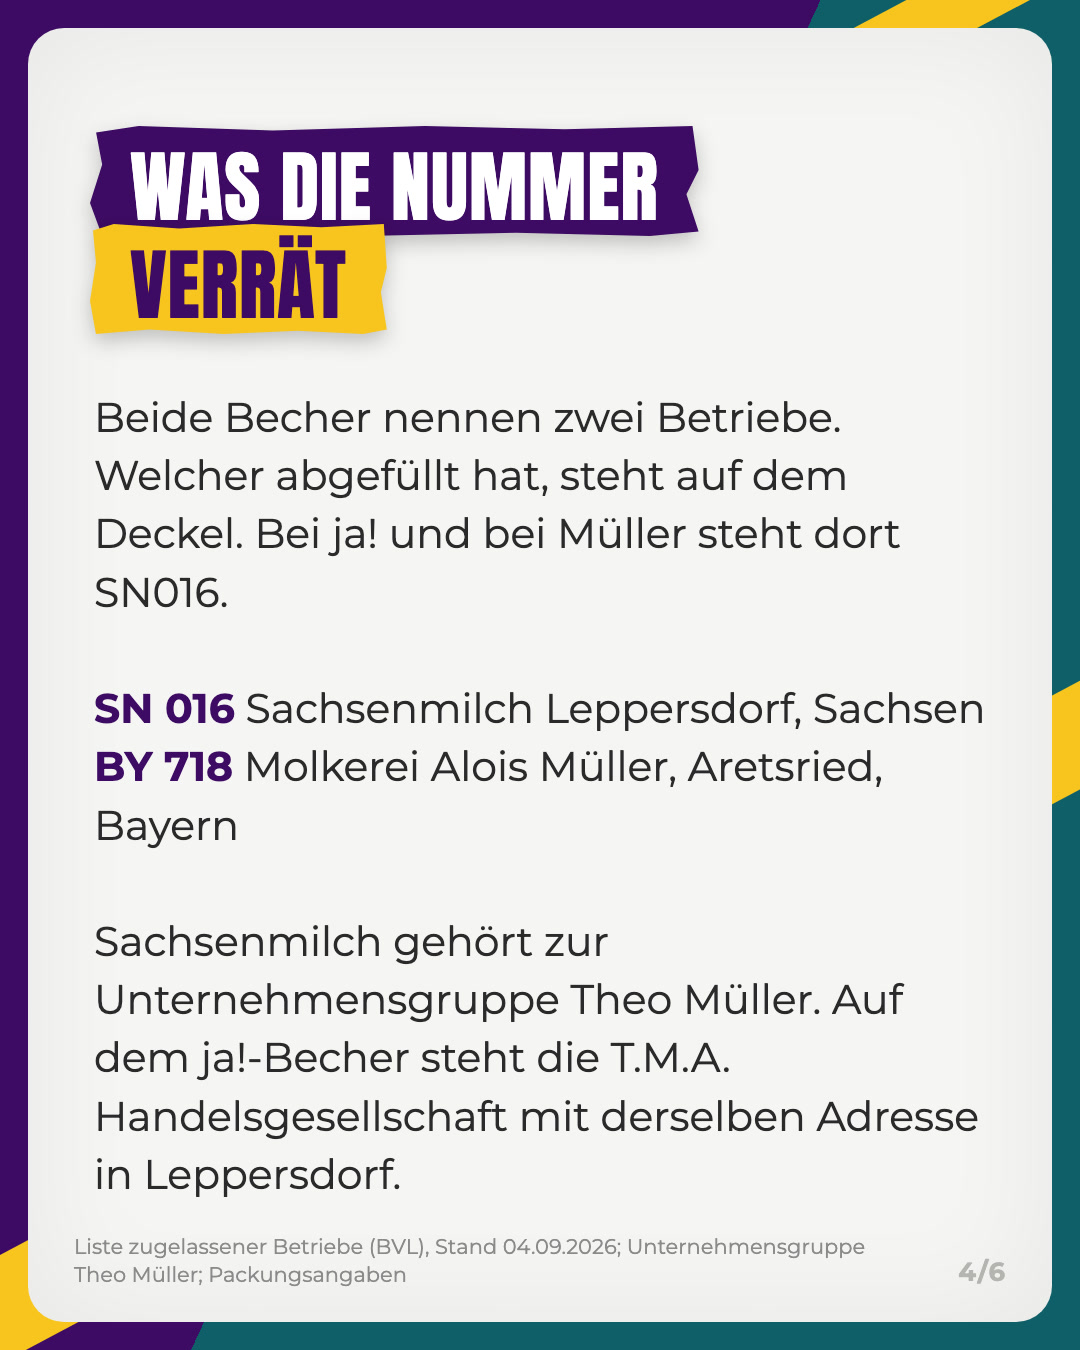 WAS DIE NUMMER
VERRÄT
Beide Becher nennen zwei Betriebe.
Welcher abgefüllt hat, steht auf dem
Deckel. Bei ja! und bei Müller steht dort
SN016.
SN 016 Sachsenmilch Leppersdorf, Sachsen
BY 718 Molkerei Alois Müller, Aretsried,
Bayern
Sachsenmilch gehört zur
Unternehmensgruppe Theo Müller. Auf
dem ja!-Becher steht die T.M.A.
Handelsgesellschaft mit derselben Adresse
in Leppersdorf.
Liste zugelassener Betriebe (BVL), Stand 04.09.2026; Unternehmensgruppe
Theo Müller; Packungsangaben
4/6